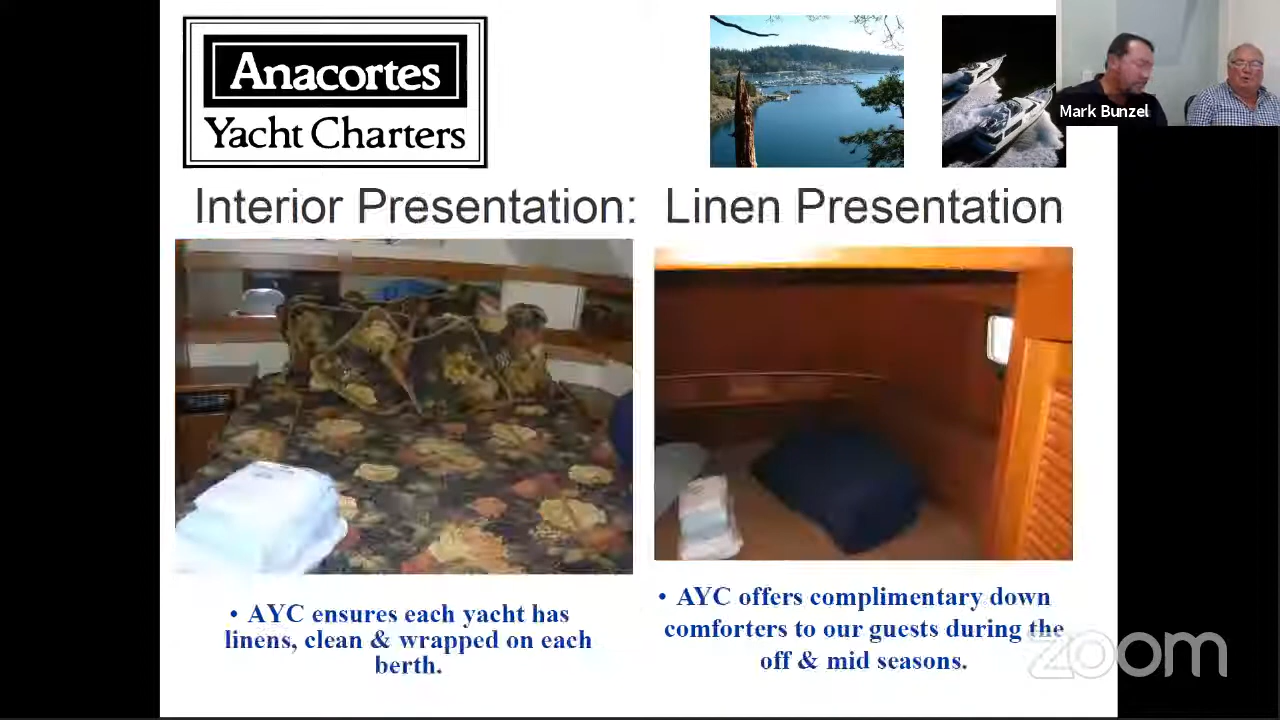 Anacortes
Yacht Charters
Mark Bunzel
Interior Presentation: Linen Presentation
• AYC ensures each yacht has
linens, clean & wrapped on each
berth.
• AYC offers complimentary down
comforters to our guests during the
off & mid seasons.
zoom